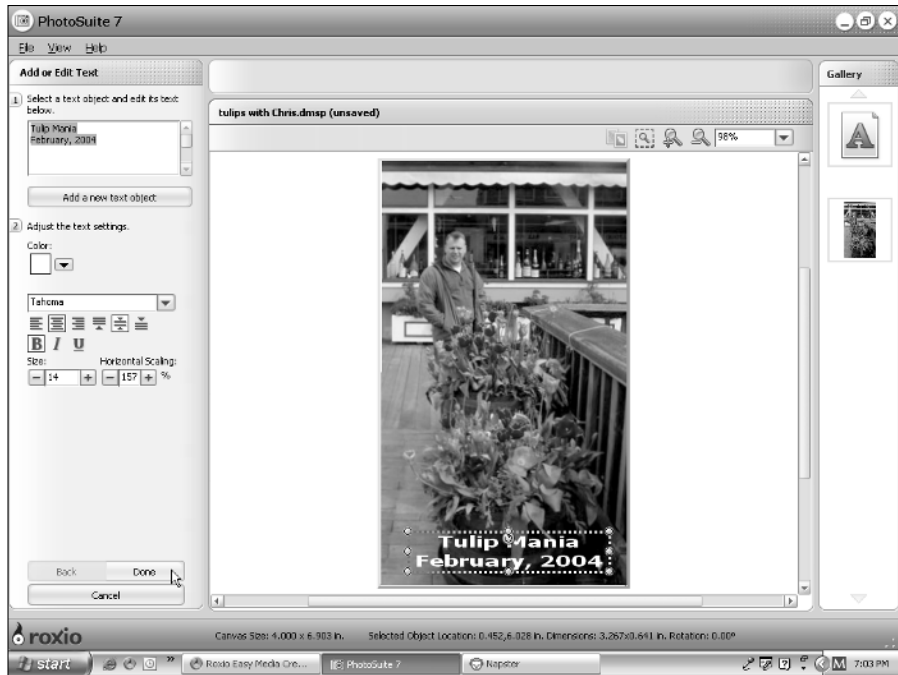 PhotoSuite 7
File View Help
Add or Edit Text
1 Select a text object and edit its text
below.
Tulip Mania
February, 2004
Add a new text object
2 Adjust the text settings.
Color:
Tahoma
B I U
Size: Horizontal Scaling:
14 157 %
Back Done
Cancel
tulips with Chris.dmsp (unsaved)
98%
Tulip Mania
February, 2004
Gallery
A
roxio
Canvas Size: 4.000 x 6.903 in. Selected Object Location: 0.452,6.028 in. Dimensions: 3.267x0.641 in. Rotation: 0.00º
start Roxio Easy Media Cre... PhotoSuite 7 Napster 7:03 PM